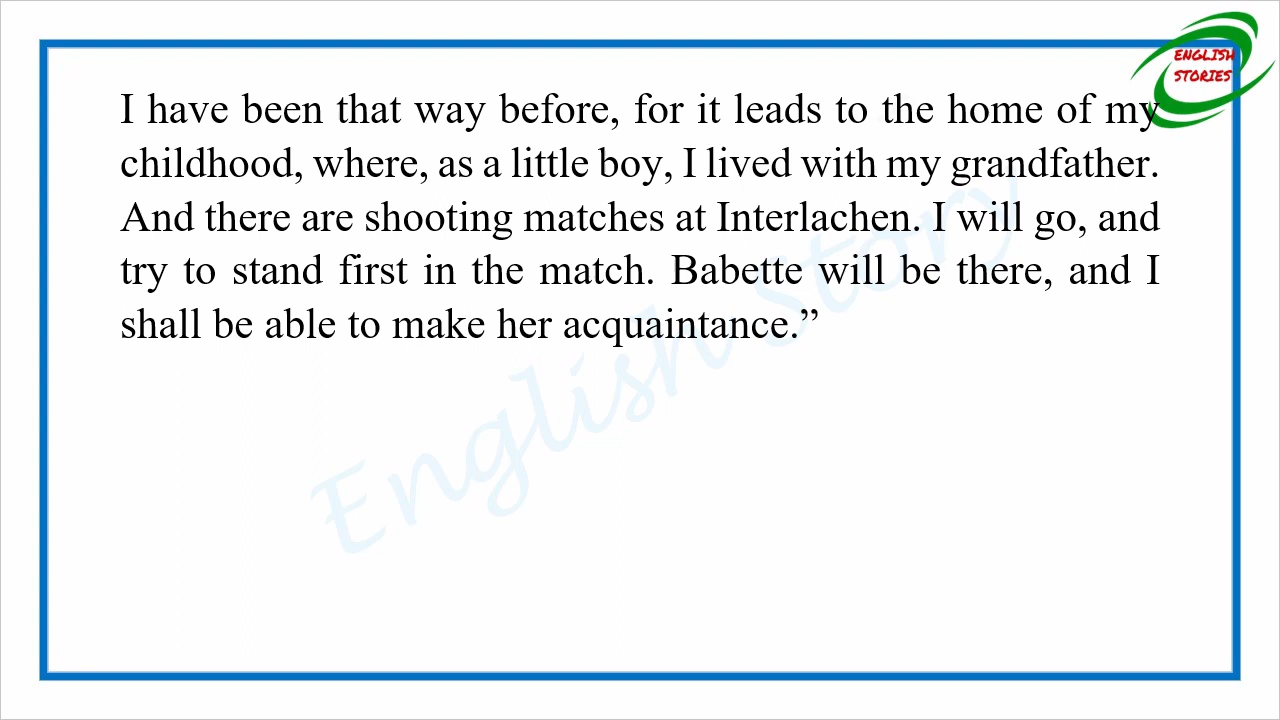 ENGLISH
STORIES
I have been that way before, for it leads to the home of my
childhood, where, as a little boy, I lived with my grandfather.
And there are shooting matches at Interlachen. I will go, and
try to stand first in the match. Babette will be there, and I
shall be able to make her acquaintance.”
English Story